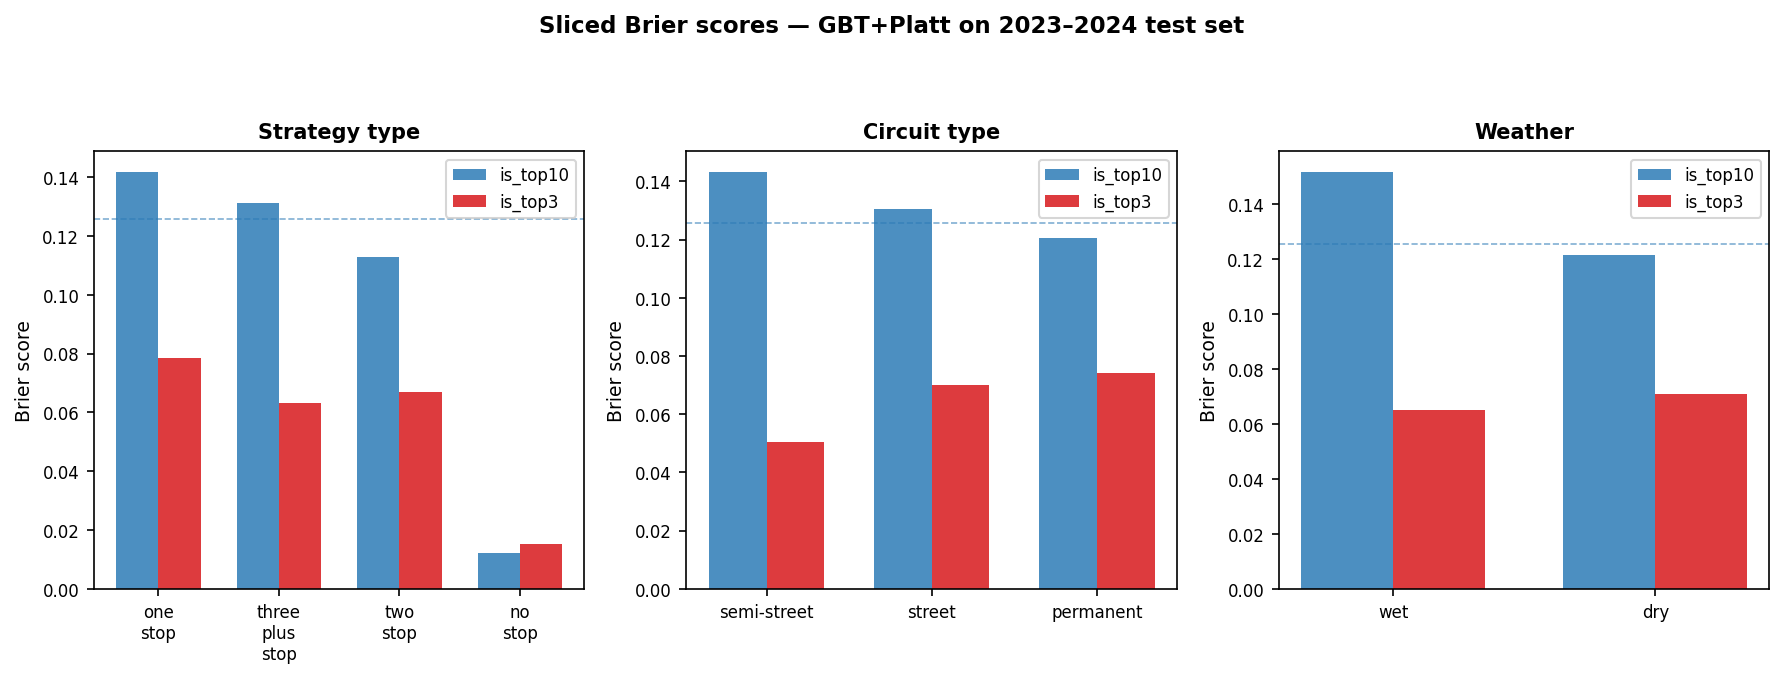 Sliced Brier scores — GBT+Platt on 2023–2024 test set
Strategy type
Brier score
0.14
0.12
0.10
0.08
0.06
0.04
0.02
0.00
is_top10
is_top3
one
stop
three
plus
stop
two
stop
no
stop
Circuit type
Brier score
0.14
0.12
0.10
0.08
0.06
0.04
0.02
0.00
is_top10
is_top3
semi-street
street
permanent
Weather
Brier score
0.14
0.12
0.10
0.08
0.06
0.04
0.02
0.00
is_top10
is_top3
wet
dry